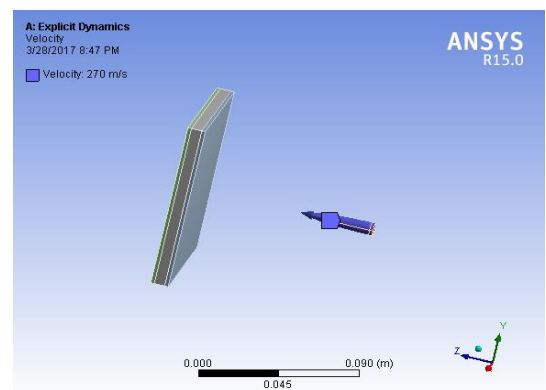 A: Explicit Dynamics
Velocity
3/28/2017 8:47 PM
Velocity: 270 m/s
ANSYS
R15.0
Y
Z
0.000
0.090 (m)
0.045